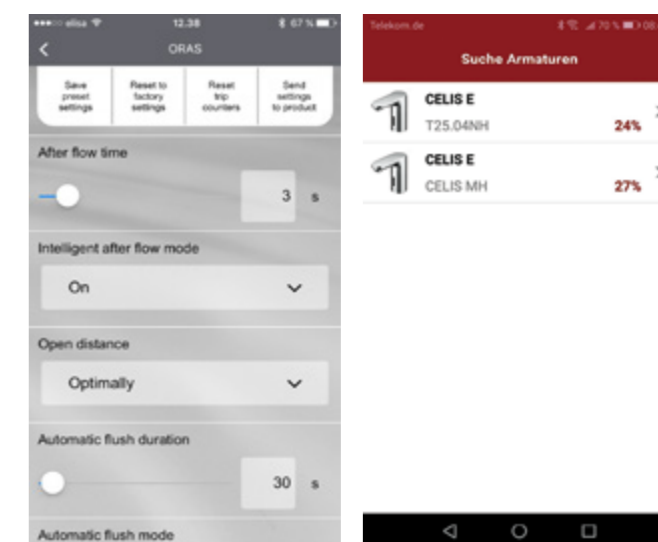 elisa 12.38 67 %
ORAS
Save preset settings
Reset to factory settings
Reset trip counters
Send settings to product
After flow time
3 s
Intelligent after flow mode
On
Open distance
Optimally
Automatic flush duration
30 s
Automatic flush mode
Telekom.de 70 % 08:
Suche Armaturen
CELIS E
T25.04NH 24%
CELIS E
CELIS MH 27%